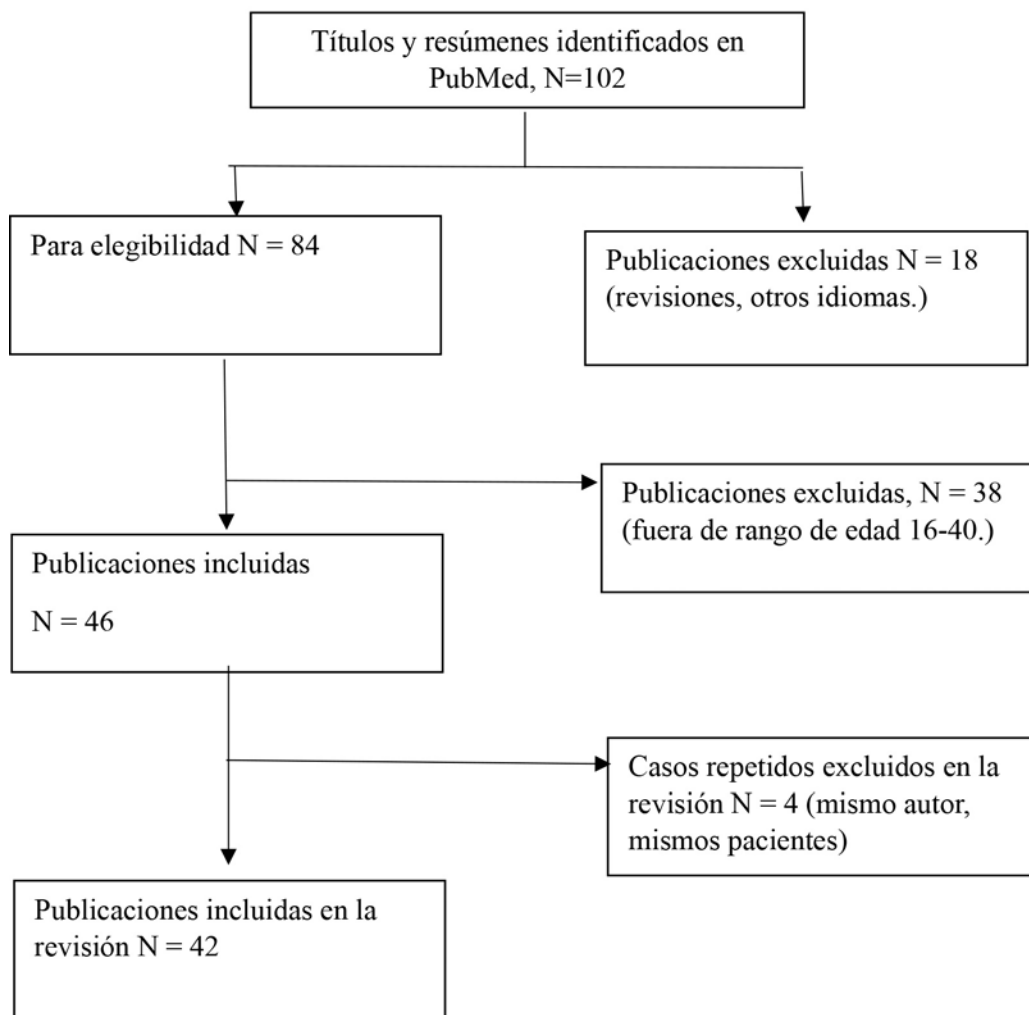 Títulos y resúmenes identificados en
PubMed, N=102
Para elegibilidad N = 84
Publicaciones excluidas N = 18
(revisiones, otros idiomas.)
Publicaciones excluidas, N = 38
(fuera de rango de edad 16-40.)
Publicaciones incluidas
N = 46
Casos repetidos excluidos en la
revisión N = 4 (mismo autor,
mismos pacientes)
Publicaciones incluidas en la
revisión N = 42